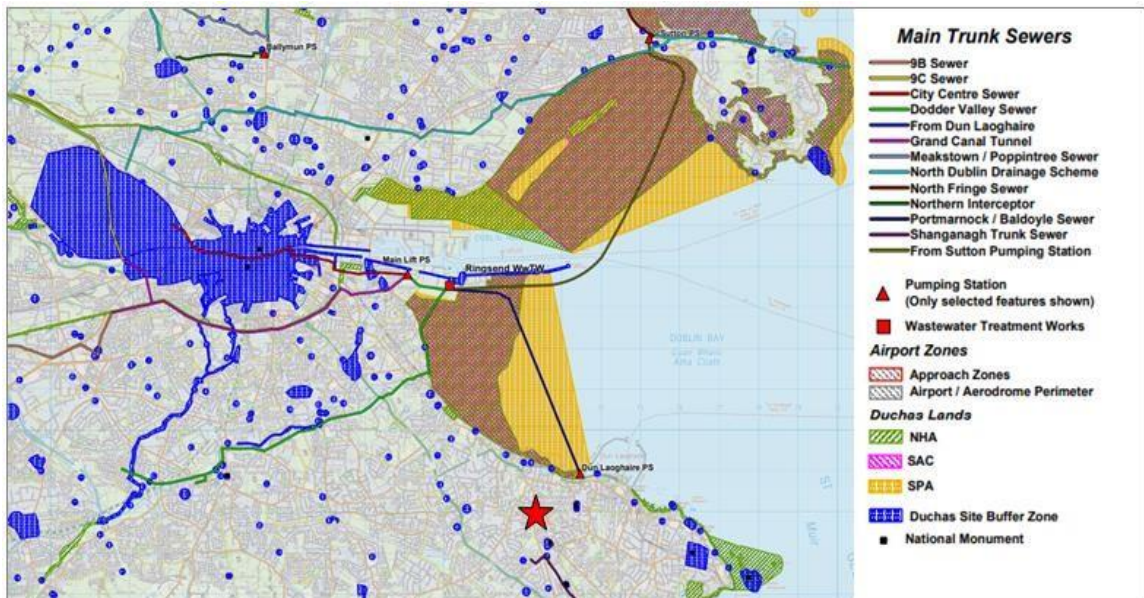 Ballymun PS
Sutton PS
Main Lift PS
Ringsend WwTW
DUBLIN BAY
Dun Laoghaire PS
Main Trunk Sewers
9B Sewer
9C Sewer
City Centre Sewer
Dodder Valley Sewer
From Dun Laoghaire
Grand Canal Tunnel
Meakstown / Poppintree Sewer
North Dublin Drainage Scheme
North Fringe Sewer
Northern Interceptor
Portmarnock / Baldoyle Sewer
Shanganagh Trunk Sewer
From Sutton Pumping Station
Pumping Station
(Only selected features shown)
Wastewater Treatment Works
Airport Zones
Approach Zones
Airport / Aerodrome Perimeter
Duchas Lands
NHA
SAC
SPA
Duchas Site Buffer Zone
National Monument